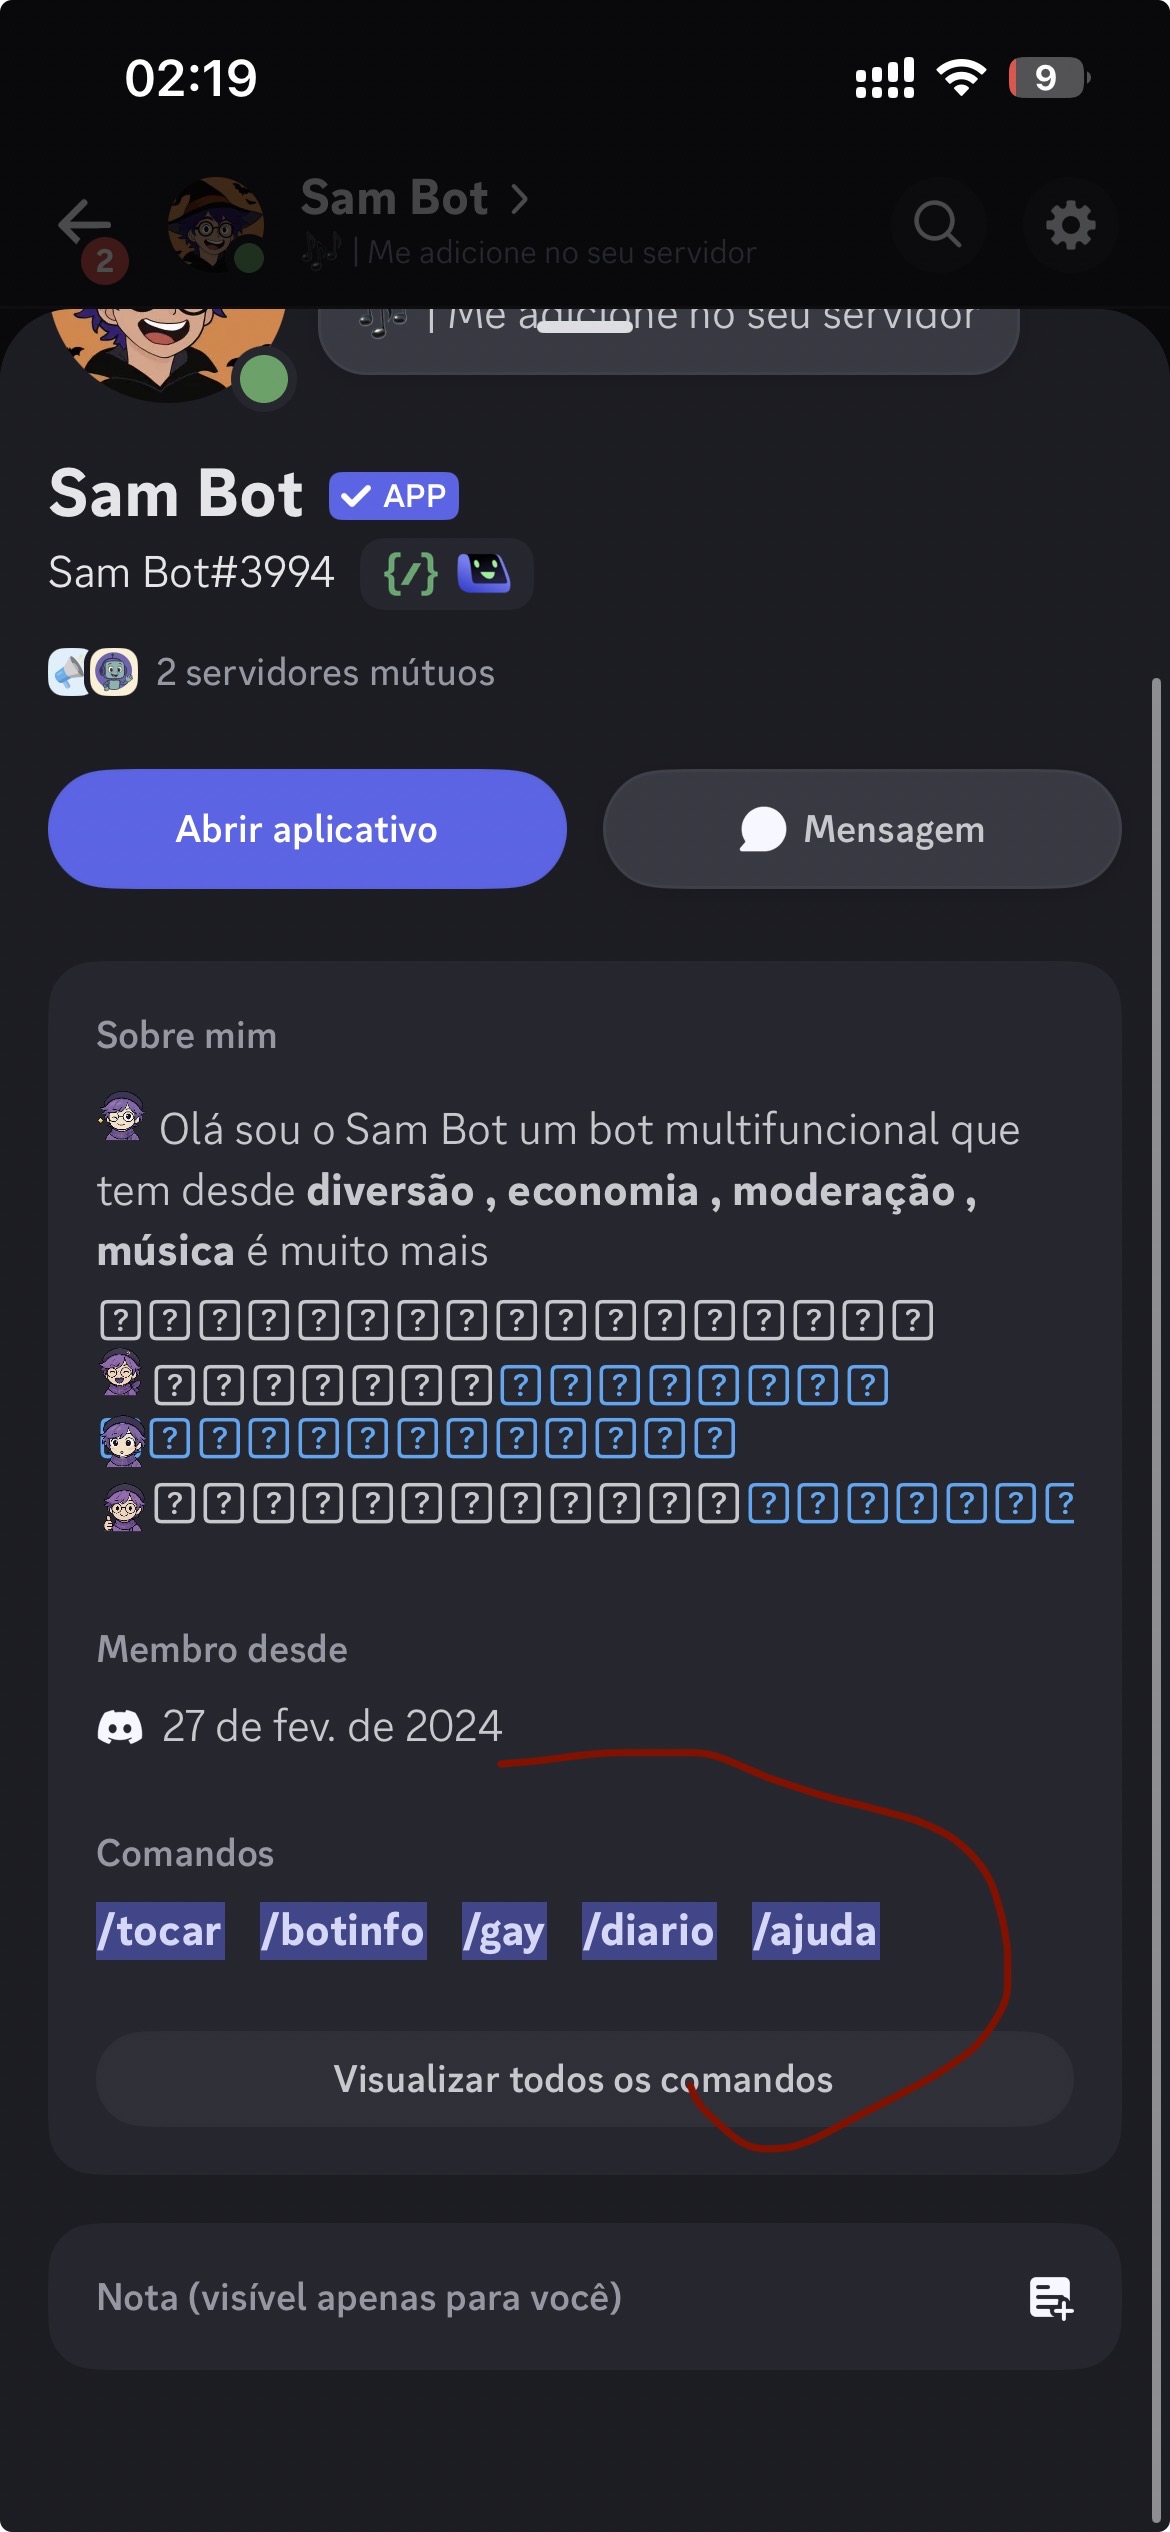 02:19
9
Sam Bot
2
| Me adicione no seu servidor
| Me adicione no seu servidor
Sam Bot APP
Sam Bot#3994
2 servidores mútuos
Abrir aplicativo
Mensagem
Sobre mim
Olá sou o Sam Bot um bot multifuncional que
tem desde diversão , economia , moderação ,
música é muito mais
Membro desde
27 de fev. de 2024
Comandos
/tocar /botinfo /gay /diario /ajuda
Visualizar todos os comandos
Nota (visível apenas para você)